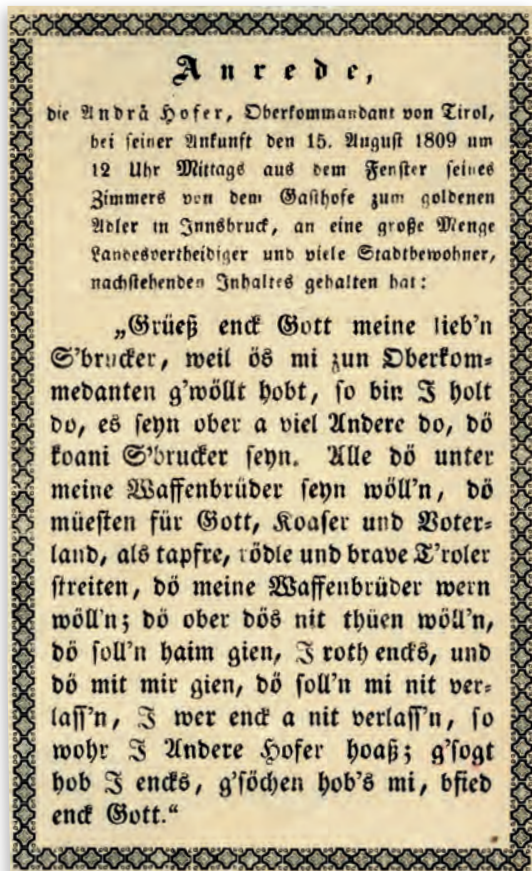 Anrede,
die Andrä Hofer, Oberkommandant von Tirol,
bei seiner Ankunft den 15. August 1809 um
12 Uhr Mittags aus dem Fenster seines
Zimmers von dem Gasthofe zum goldenen
Adler in Innsbruck, an eine große Menge
Landesvertheidiger und viele Stadtbewohner,
nachstehenden Inhaltes gehalten hat:
„Grüeß enck Gott meine lieb'n
S'brucker, weil ös mi zun Oberkom=
medanten g'wöllt hobt, so bin I holt
do, es seyn ober a viel Andere do, dö
koani S'brucker seyn. Alle dö unter
meine Waffenbrüder seyn wöll'n, dö
müesten für Gott, Koaser und Voter=
land, als tapfre, rödle und brave T'roler
streiten, dö meine Waffenbrüder wern
wöll'n; dö ober dös nit thüen wöll'n,
dö soll'n haim gien, I roth encks, und
dö mit mir gien, dö soll'n mi nit ver=
lass'n, I wer enck a nit verlass'n, so
wohr I Andere Hofer hoaß; g'sogt
hob I encks, g'söchen hob's mi, bfied
enck Gott.“